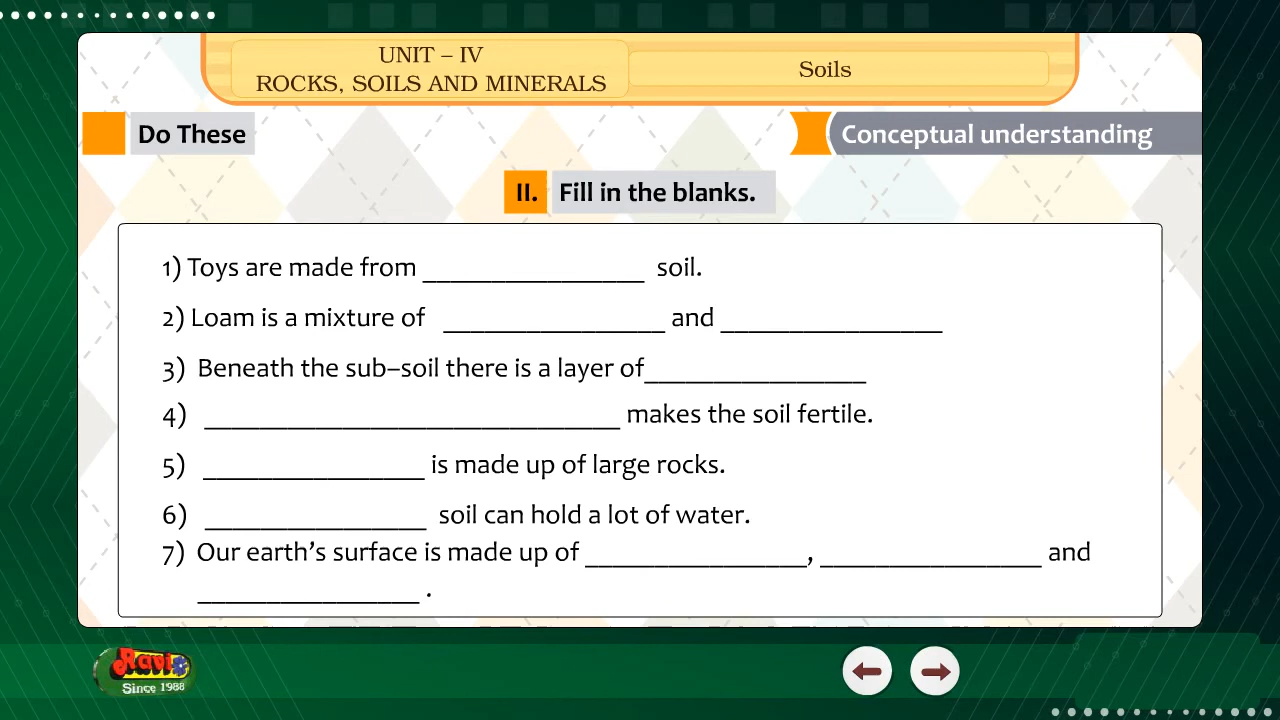 UNIT – IV
ROCKS, SOILS AND MINERALS
Soils
Do These
Conceptual understanding
II. Fill in the blanks.
1) Toys are made from ________________ soil.
2) Loam is a mixture of ________________ and ________________
3) Beneath the sub–soil there is a layer of________________
4) ______________________________ makes the soil fertile.
5) ________________ is made up of large rocks.
6) ________________ soil can hold a lot of water.
7) Our earth’s surface is made up of ________________, ________________ and
________________ .
Ravi
Since 1988